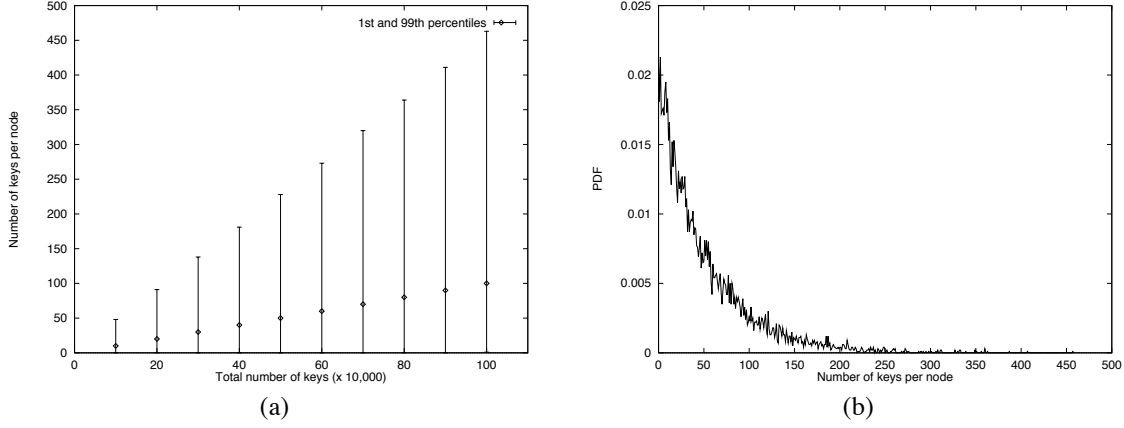 500
450
400
350
300
250
200
150
100
50
0
Number of keys per node
1st and 99th percentiles
0 20 40 60 80 100
Total number of keys (x 10,000)
(a)
0.025
0.02
0.015
0.01
0.005
0
PDF
0 50 100 150 200 250 300 350 400 450 500
Number of keys per node
(b)